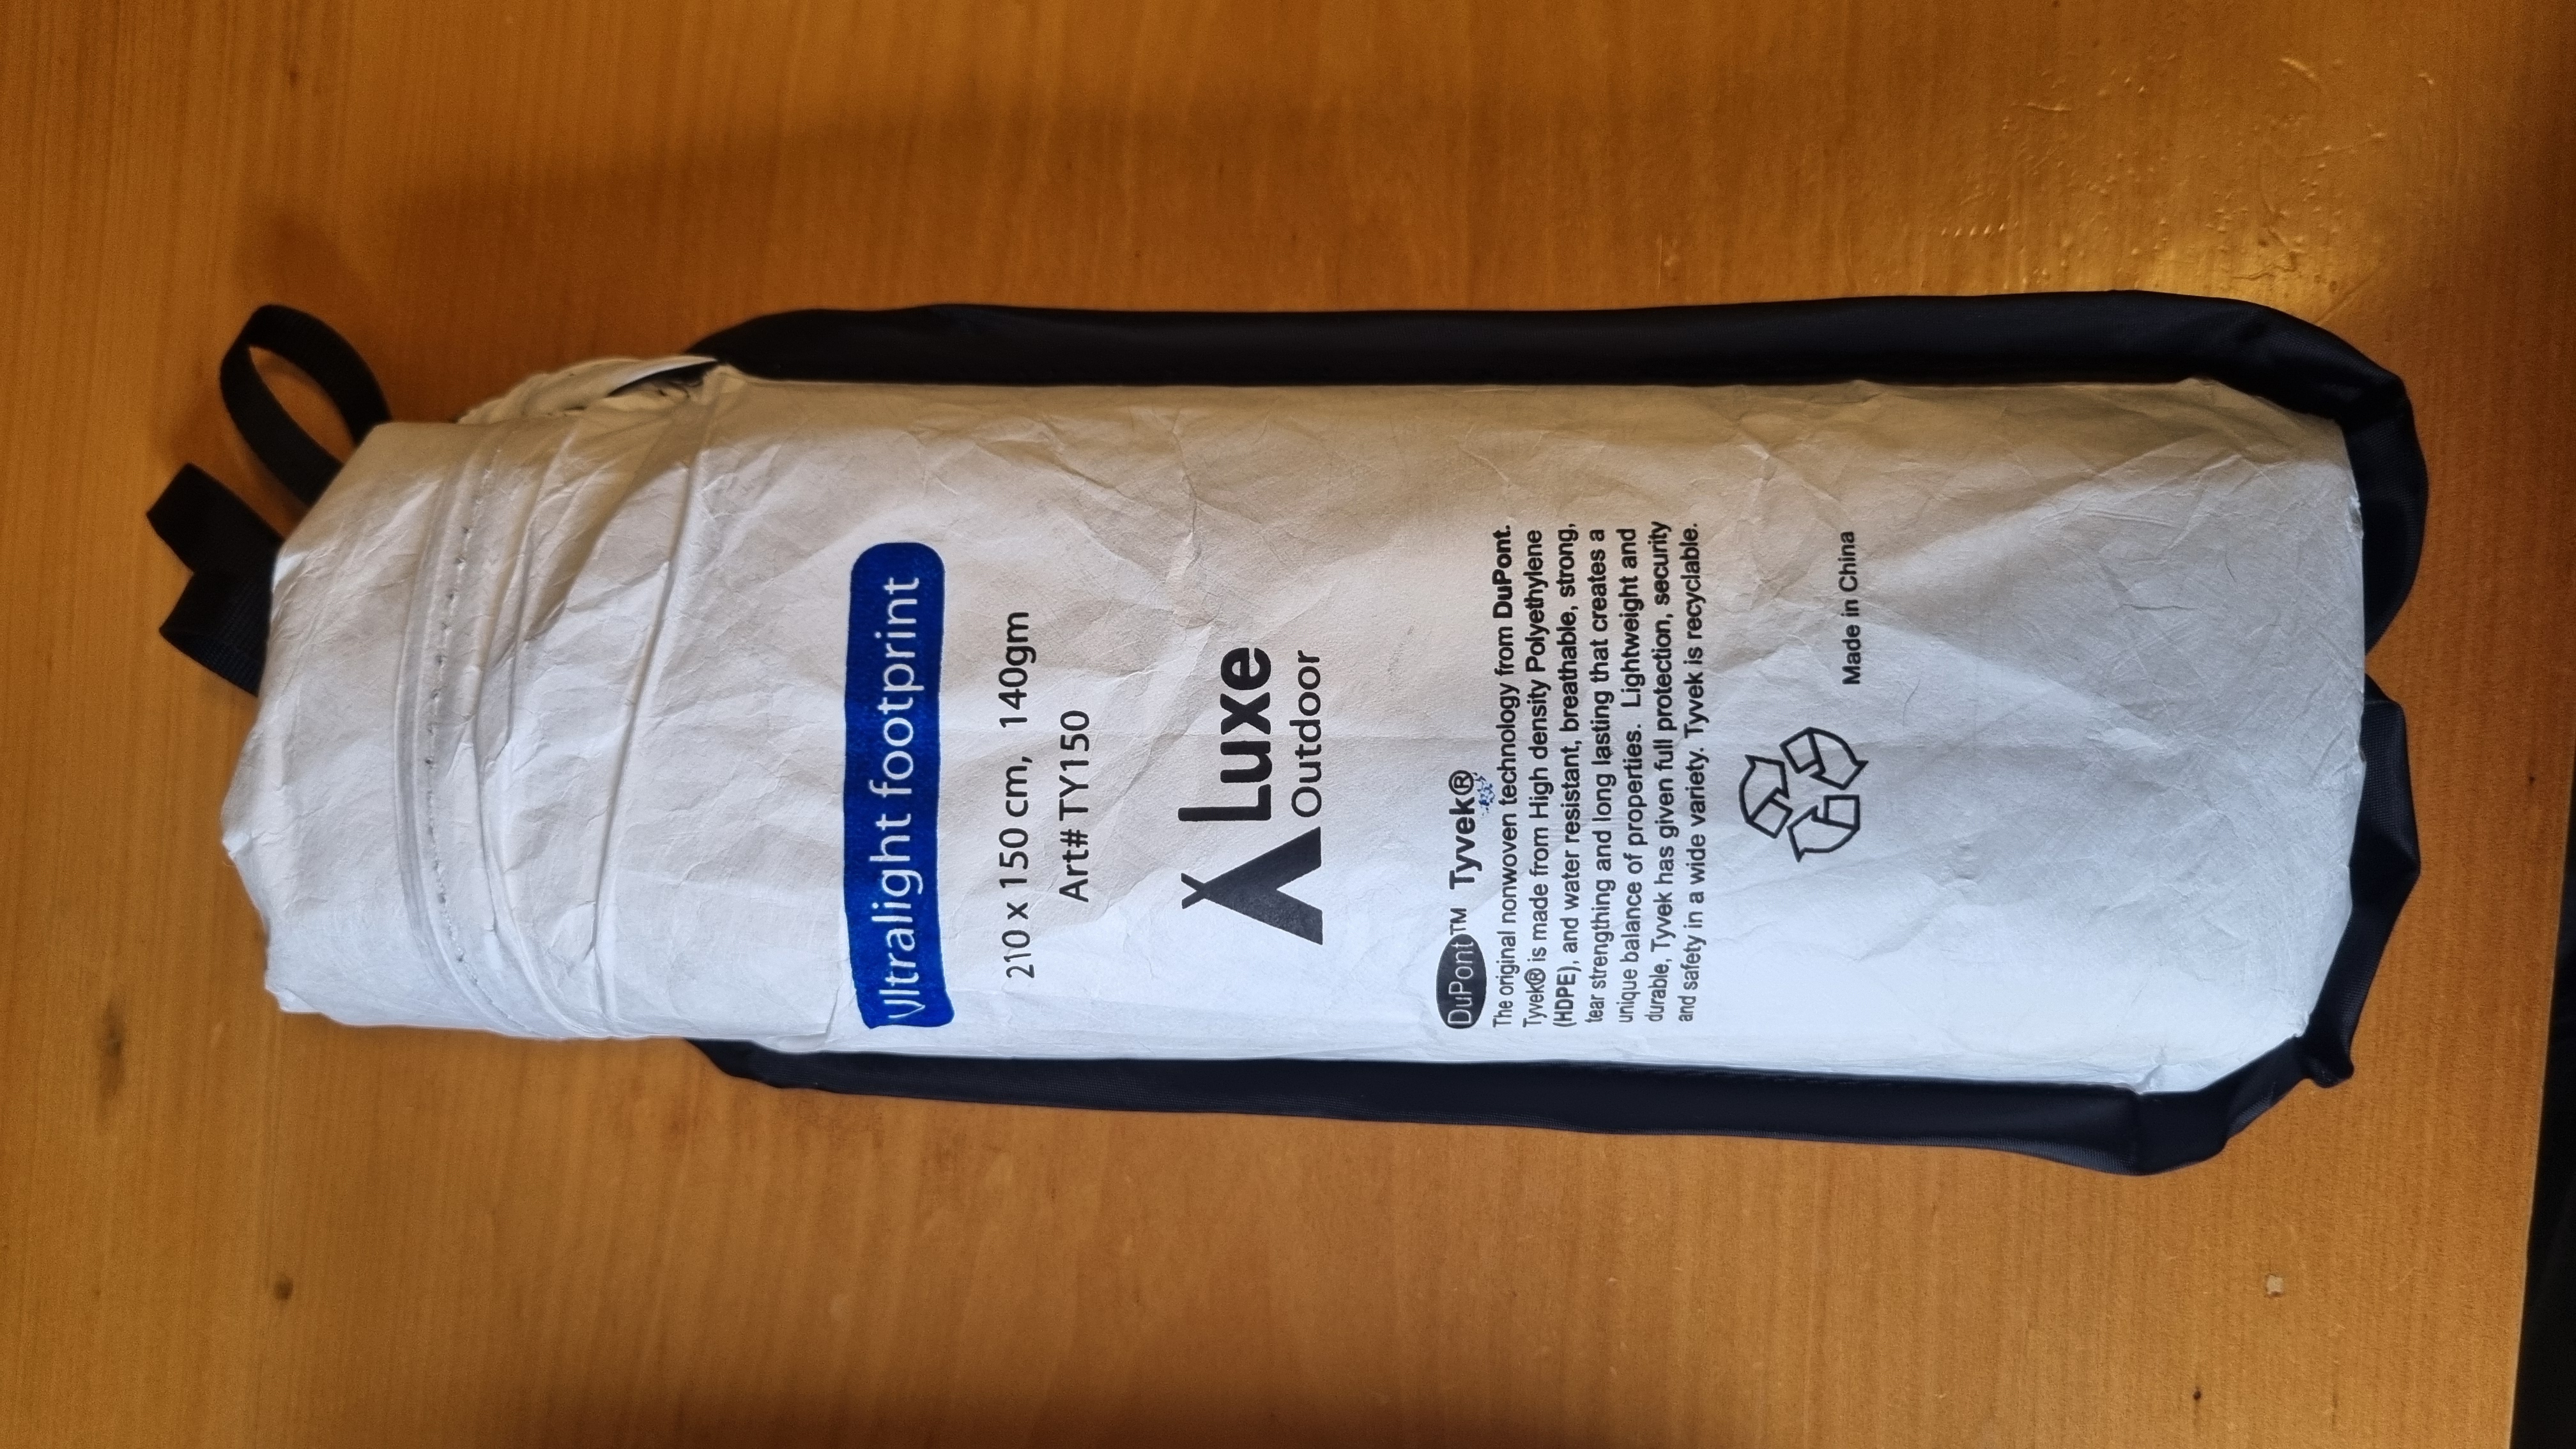 Ultralight footprint
210 x 150 cm, 140gm
Art# TY150
Luxe
Outdoor
DuPont™ Tyvek®
The original nonwoven technology from DuPont.
Tyvek® is made from High density Polyethylene
(HDPE), and water resistant, breathable, strong,
tear strengthing and long lasting that creates a
unique balance of properties. Lightweight and
durable, Tyvek has given full protection, security
and safety in a wide variety. Tyvek is recyclable.
Made in China